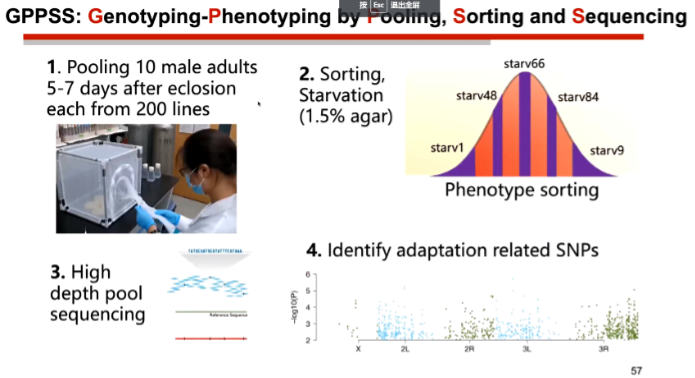 按 Esc 退出全屏
GPPSS: Genotyping-Phenotyping by Pooling, Sorting and Sequencing
1. Pooling 10 male adults
5-7 days after eclosion
each from 200 lines
2. Sorting,
Starvation
(1.5% agar)
starv66
starv48
starv84
starv1
starv9
Phenotype sorting
3. High
depth pool
sequencing
Reference Sequence
4. Identify adaptation related SNPs
-log10(P)
6
5
4
3
2
X
2L
2R
3L
3R
57